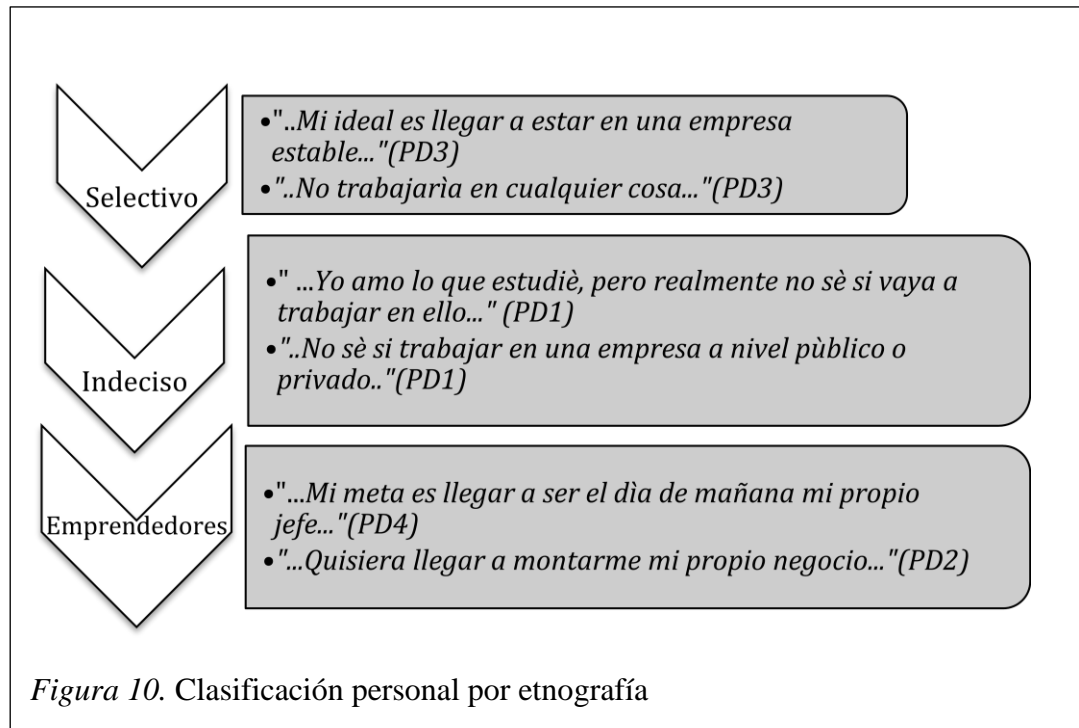 Selectivo
•"..Mi ideal es llegar a estar en una empresa
estable..."(PD3)
•"..No trabajarìa en cualquier cosa..."(PD3)
Indeciso
•" ...Yo amo lo que estudiè, pero realmente no sè si vaya a
trabajar en ello..." (PD1)
•"..No sè si trabajar en una empresa a nivel pùblico o
privado.."(PD1)
Emprendedores
•"...Mi meta es llegar a ser el dìa de mañana mi propio
jefe..."(PD4)
•"...Quisiera llegar a montarme mi propio negocio..."(PD2)
Figura 10. Clasificación personal por etnografía